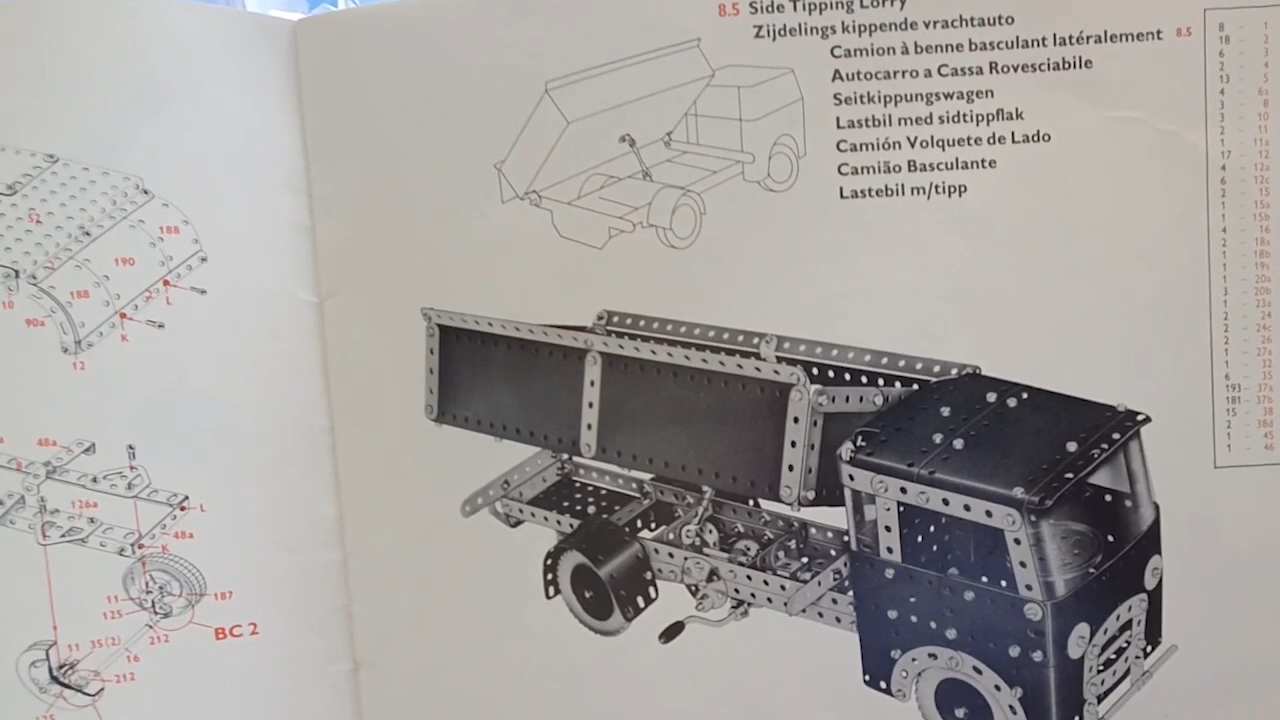 8.5 Side Tipping Lorry
Zijdelings kippende vrachtauto
Camion à benne basculant latéralement 8.5
Autocarro a Cassa Rovesciabile
Seitkippungswagen
Lastbil med sidtippflak
Camión Volquete de Lado
Camião Basculante
Lastebil m/tipp
8 - 1
18 - 2
6 - 3
2 - 4
13 - 5
4 - 6a
3 - 8
3 - 10
2 - 11
1 - 11a
17 - 12
4 - 12a
6 - 12c
2 - 15
1 - 15a
1 - 15b
4 - 16
2 - 18a
1 - 18b
1 - 19s
1 - 20a
3 - 20b
1 - 23a
2 - 24
2 - 24c
2 - 26
1 - 27a
1 - 32
6 - 35
193 - 37a
181 - 37b
15 - 38
2 - 38d
1 - 45
1 - 46
52
188
190
188
10
90a
L
K
12
48a
126a
L
48a
K
11
125
187
212
BC 2
11 35(2)
16
212
125